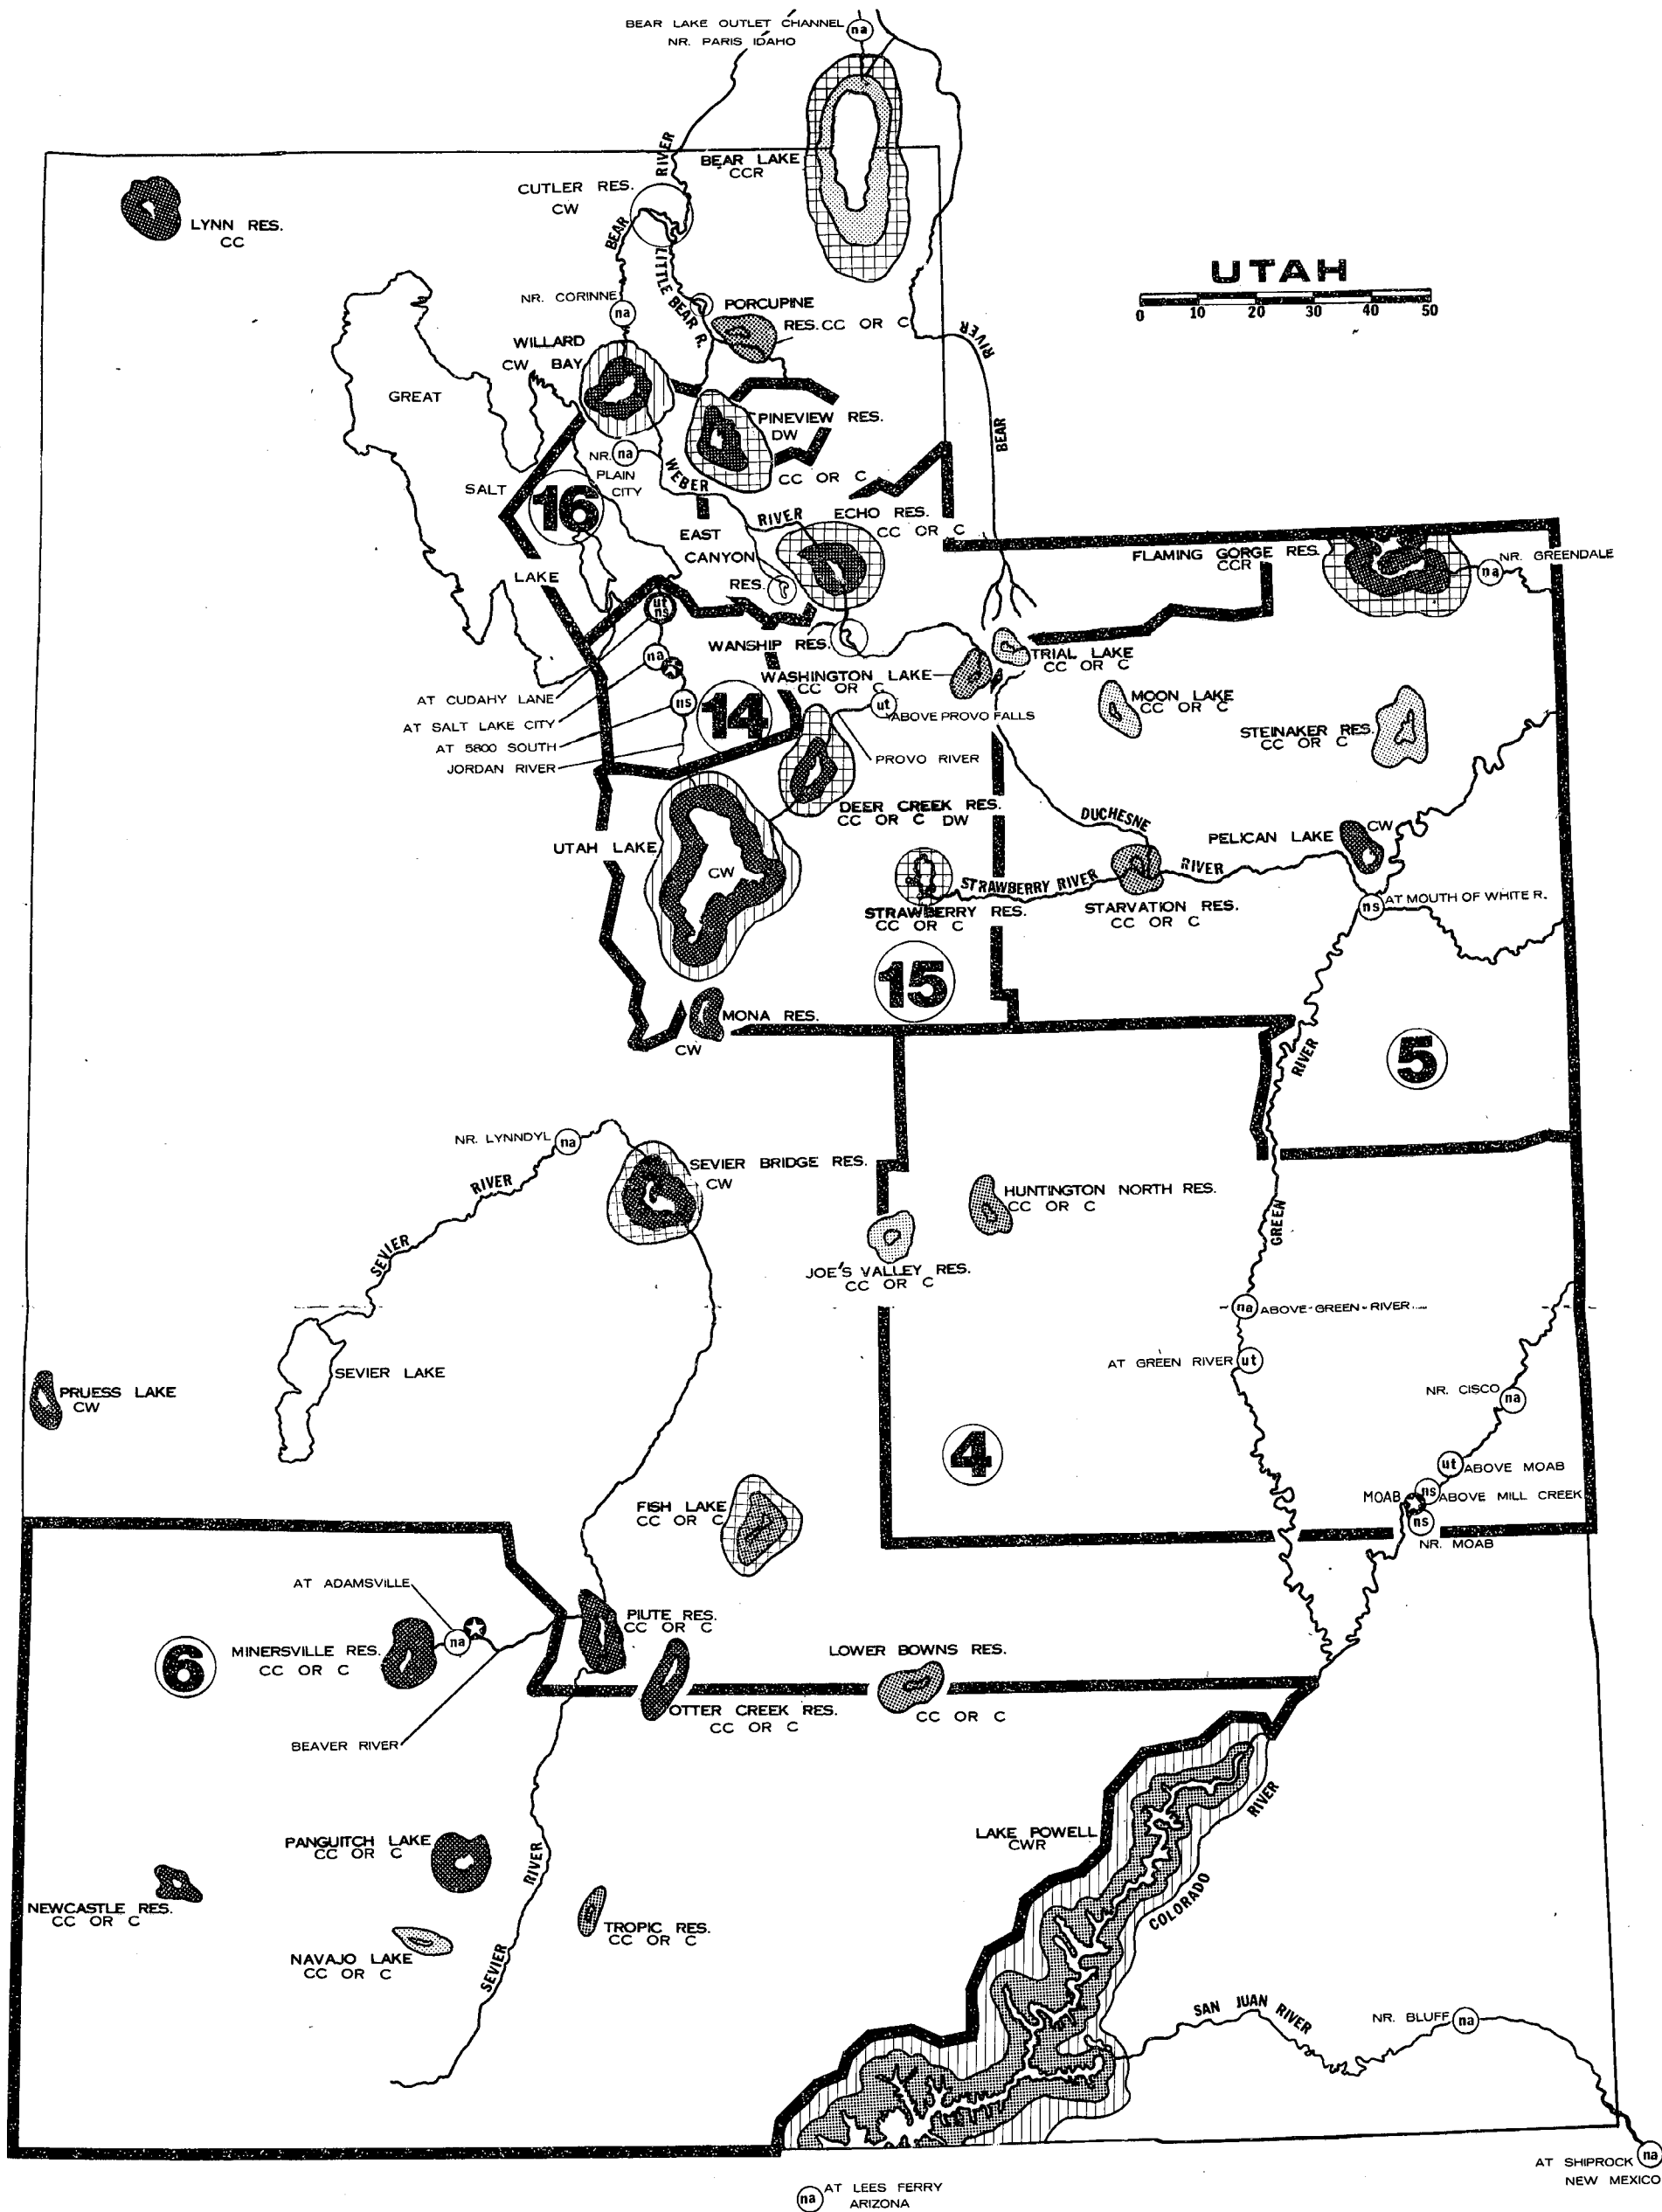 BEAR LAKE OUTLET CHANNEL
NR. PARIS IDAHO
na
RIVER
BEAR LAKE
CCR
CUTLER RES.
CW
LYNN RES.
CC
BEAR
LITTLE BEAR R.
UTAH
0 10 20 30 40 50
NR. CORINNE
na
PORCUPINE
RES. CC OR C
RIVER
BEAR
WILLARD
CW BAY
GREAT
PINEVIEW RES.
DW
CC OR C
NR. na
PLAIN
CITY
WEBER
RIVER
SALT
16
ECHO RES.
CC OR C
EAST
CANYON
RES.
LAKE
FLAMING GORGE RES.
CCR
NR. GREENDALE
na
ut
ns
WANSHIP RES.
na
TRIAL LAKE
CC OR C
WASHINGTON LAKE
CC OR C
AT CUDAHY LANE
AT SALT LAKE CITY
AT 5800 SOUTH
JORDAN RIVER
ns
14
ut
ABOVE PROVO FALLS
PROVO RIVER
MOON LAKE
CC OR C
STEINAKER RES.
CC OR C
DEER CREEK RES.
CC OR C DW
DUCHESNE
RIVER
PELICAN LAKE
CW
UTAH LAKE
CW
STRAWBERRY RIVER
STRAWBERRY RES.
CC OR C
STARVATION RES.
CC OR C
ns
AT MOUTH OF WHITE R.
15
MONA RES.
CW
RIVER
5
NR. LYNNDYL
na
SEVIER BRIDGE RES.
CW
RIVER
SEVIER
HUNTINGTON NORTH RES.
CC OR C
GREEN
JOE'S VALLEY RES.
CC OR C
na
ABOVE GREEN RIVER
AT GREEN RIVER
ut
SEVIER LAKE
PRUESS LAKE
CW
NR. CISCO
na
4
ut
ABOVE MOAB
MOAB
ns
ABOVE MILL CREEK
ns
NR. MOAB
FISH LAKE
CC OR C
AT ADAMSVILLE
na
PIUTE RES.
CC OR C
6
MINERSVILLE RES.
CC OR C
LOWER BOWNS RES.
CC OR C
OTTER CREEK RES.
CC OR C
BEAVER RIVER
RIVER
LAKE POWELL
CWR
COLORADO
PANGUITCH LAKE
CC OR C
RIVER
NEWCASTLE RES.
CC OR C
TROPIC RES.
CC OR C
NAVAJO LAKE
CC OR C
SEVIER
SAN JUAN RIVER
NR. BLUFF
na
AT SHIPROCK
NEW MEXICO
na
na
AT LEES FERRY
ARIZONA